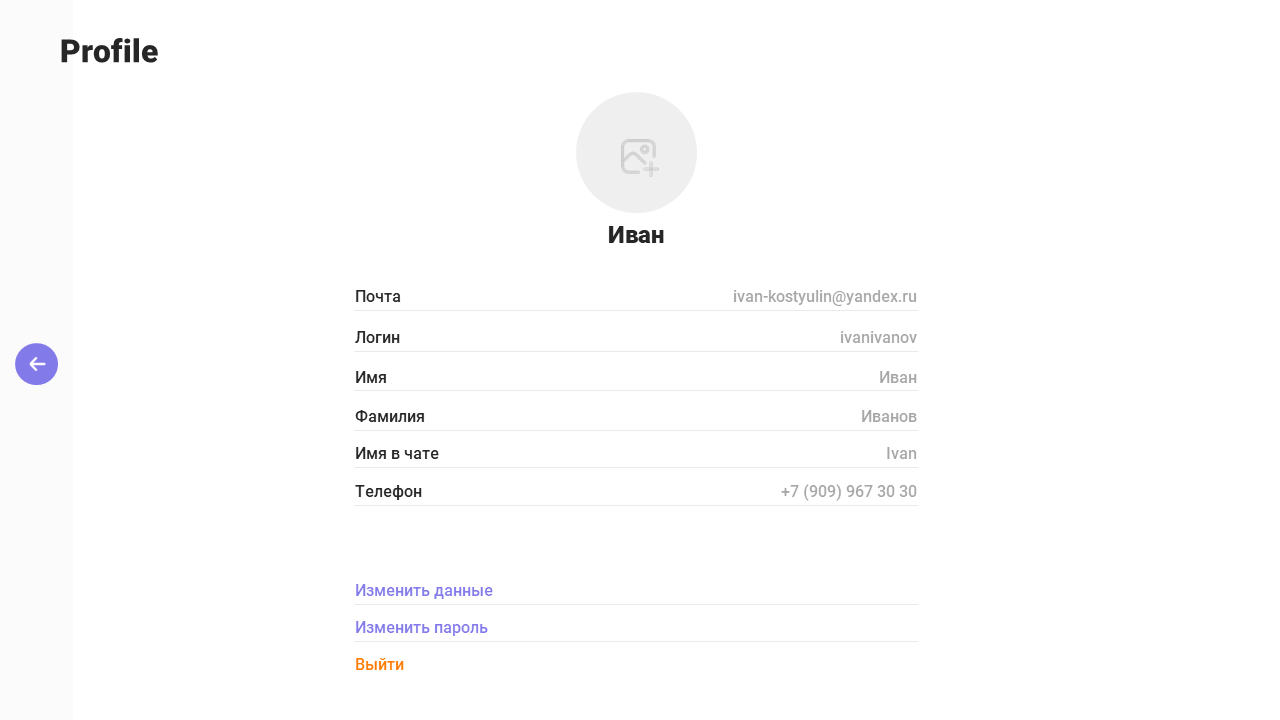 Profile
Иван
Почта ivan-kostyulin@yandex.ru
Логин ivanivanov
Имя Иван
Фамилия Иванов
Имя в чате Ivan
Телефон +7 (909) 967 30 30
Изменить данные
Изменить пароль
Выйти